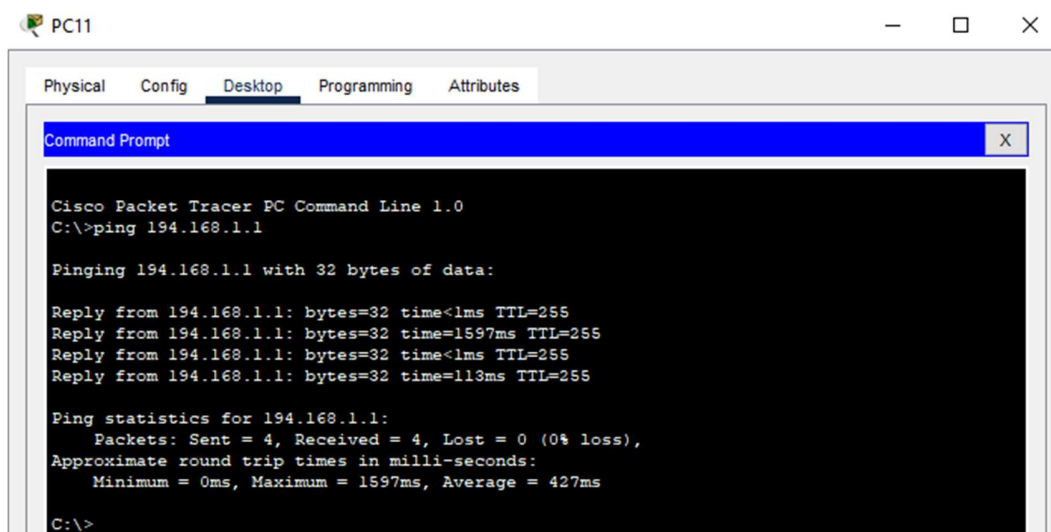 PC11
Physical Config Desktop Programming Attributes
Command Prompt
X
Cisco Packet Tracer PC Command Line 1.0
C:\>ping 194.168.1.1
Pinging 194.168.1.1 with 32 bytes of data:
Reply from 194.168.1.1: bytes=32 time<1ms TTL=255
Reply from 194.168.1.1: bytes=32 time=1597ms TTL=255
Reply from 194.168.1.1: bytes=32 time<1ms TTL=255
Reply from 194.168.1.1: bytes=32 time=113ms TTL=255
Ping statistics for 194.168.1.1:
Packets: Sent = 4, Received = 4, Lost = 0 (0% loss),
Approximate round trip times in milli-seconds:
Minimum = 0ms, Maximum = 1597ms, Average = 427ms
C:\>